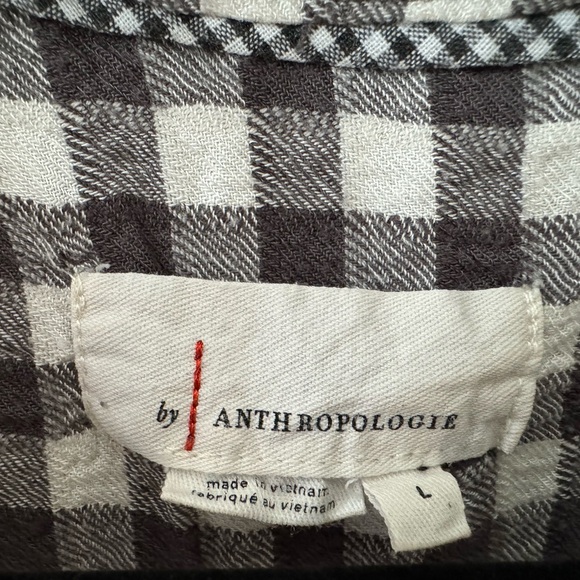 by ANTHROPOLOGIE
made in vietnam
fabriqué au vietnam
L